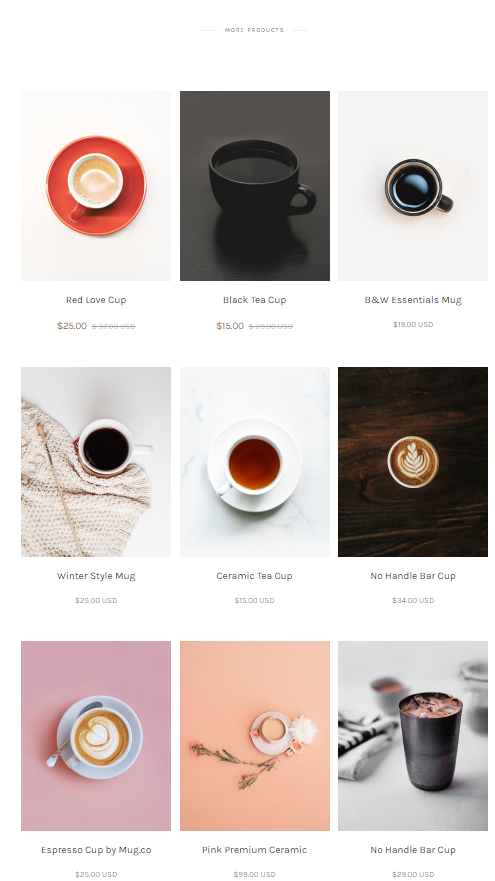 MORE PRODUCTS
Red Love Cup
Black Tea Cup
B&W Essentials Mug
$25.00 $ 37.00 USD
$15.00 $ 29.00 USD
$19.00 USD
Winter Style Mug
Ceramic Tea Cup
No Handle Bar Cup
$25.00 USD
$15.00 USD
$34.00 USD
Espresso Cup by Mug.co
Pink Premium Ceramic
No Handle Bar Cup
$25.00 USD
$99.00 USD
$29.00 USD